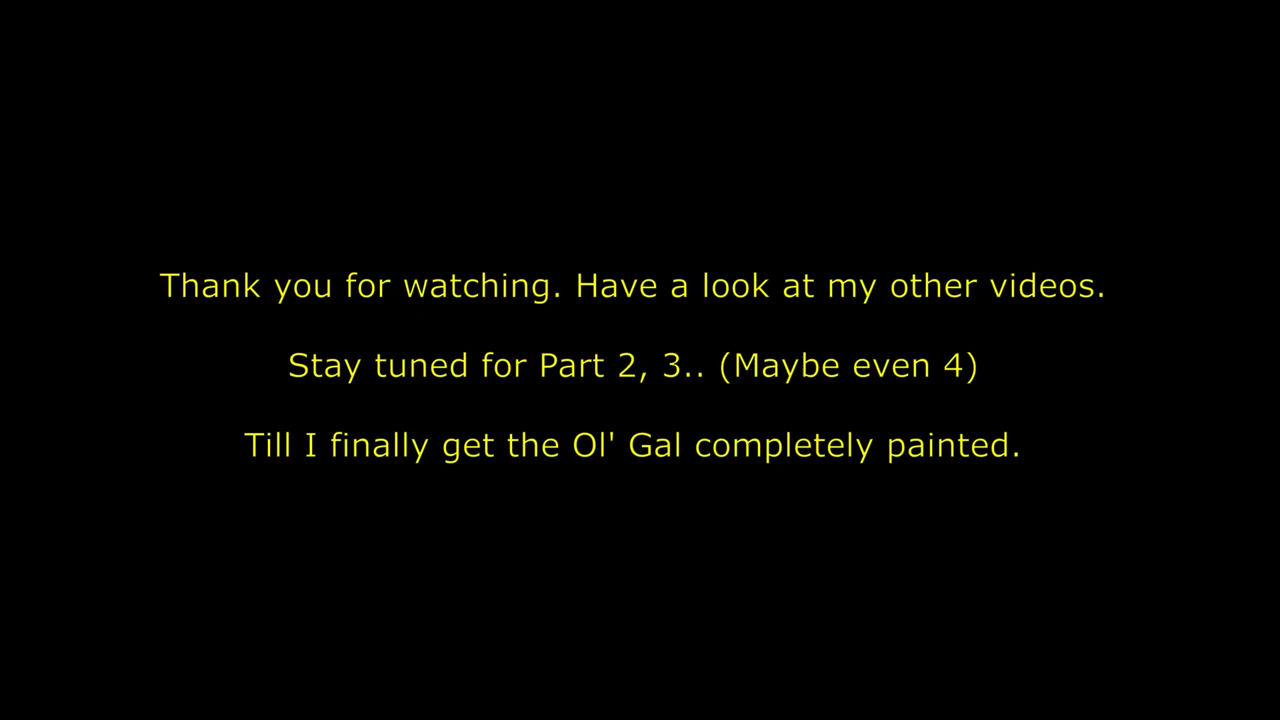 Thank you for watching. Have a look at my other videos.
Stay tuned for Part 2, 3.. (Maybe even 4)
Till I finally get the Ol' Gal completely painted.